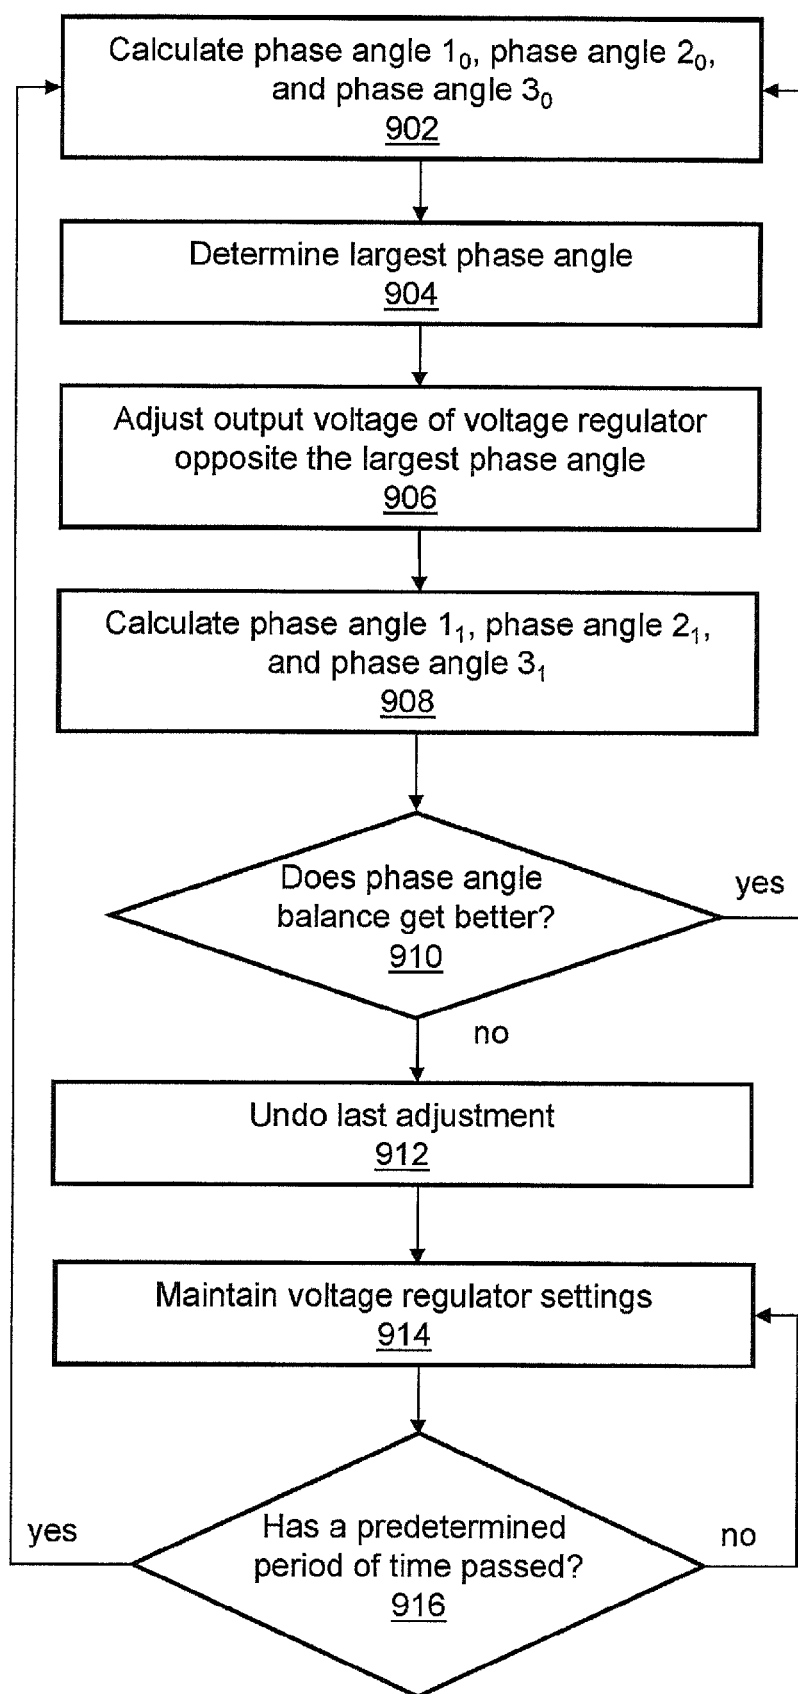 Calculate phase angle 1₀, phase angle 2₀,
and phase angle 3₀
902
Determine largest phase angle
904
Adjust output voltage of voltage regulator
opposite the largest phase angle
906
Calculate phase angle 1₁, phase angle 2₁,
and phase angle 3₁
908
Does phase angle
balance get better?
910
yes
no
Undo last adjustment
912
Maintain voltage regulator settings
914
Has a predetermined
period of time passed?
916
yes
no